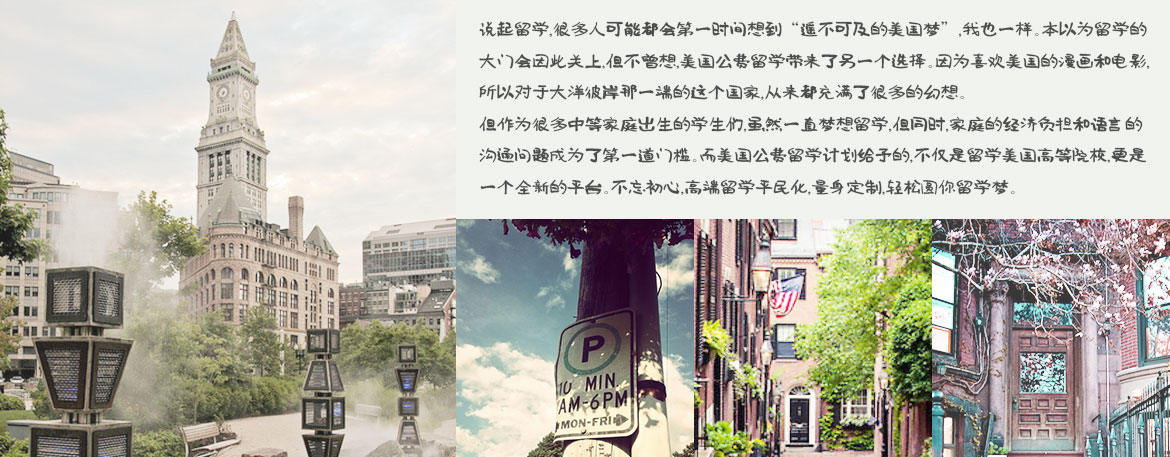 说起留学,很多人可能都会第一时间想到“遥不可及的美国梦”,我也一样。本以为留学的
大门会因此关上,但不曾想,美国公费留学带来了另一个选择。因为喜欢美国的漫画和电影,
所以对于大洋彼岸那一端的这个国家,从来都充满了很多的幻想。
但作为很多中等家庭出生的学生们,虽然一直梦想留学,但同时,家庭的经济负担和语言的
沟通问题成为了第一道门槛。而美国公费留学计划给予的,不仅是留学美国高等院校,更是
一个全新的平台。不忘初心,高端留学平民化,量身定制,轻松圆你留学梦。
P
10 MIN
AM-6PM
MON-FRI